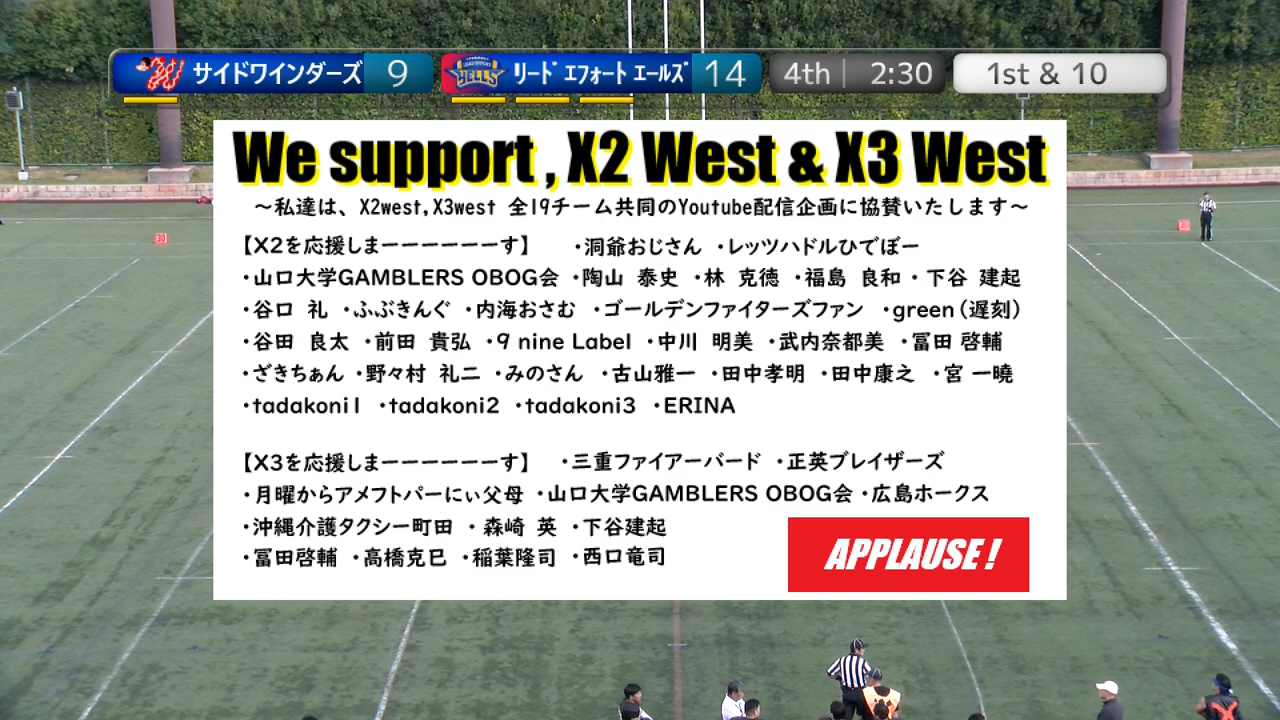 サイドワインダーズ 9 HELLS リードエフォート エールズ 14 4th 2:30 1st & 10
We support , X2 West & X3 West
～私達は、X2west,X3west 全19チーム共同のYoutube配信企画に協賛いたします～
【X2を応援しまーーーーーーす】 ・洞爺おじさん ・レッツハドルひでぼー
・山口大学GAMBLERS OBOG会 ・陶山 泰史 ・林 克徳 ・福島 良和 ・下谷 建起
・谷口 礼 ・ふぶきんぐ ・内海おさむ ・ゴールデンファイターズファン ・green（遅刻）
・谷田 良太 ・前田 貴弘 ・9 nine Label ・中川 明美 ・武内奈都美 ・冨田 啓輔
・ざきちぁん ・野々村 礼二 ・みのさん ・古山雅一 ・田中孝明 ・田中康之 ・宮 一曉
・tadakoni1 ・tadakoni2 ・tadakoni3 ・ERINA
【X3を応援しまーーーーーーす】 ・三重ファイアーバード ・正英ブレイザーズ
・月曜からアメフトパーにぃ父母 ・山口大学GAMBLERS OBOG会 ・広島ホークス
・沖縄介護タクシー町田 ・森崎 英 ・下谷建起
・冨田啓輔 ・高橋克巳 ・稲葉隆司 ・西口竜司
APPLAUSE !
30
30